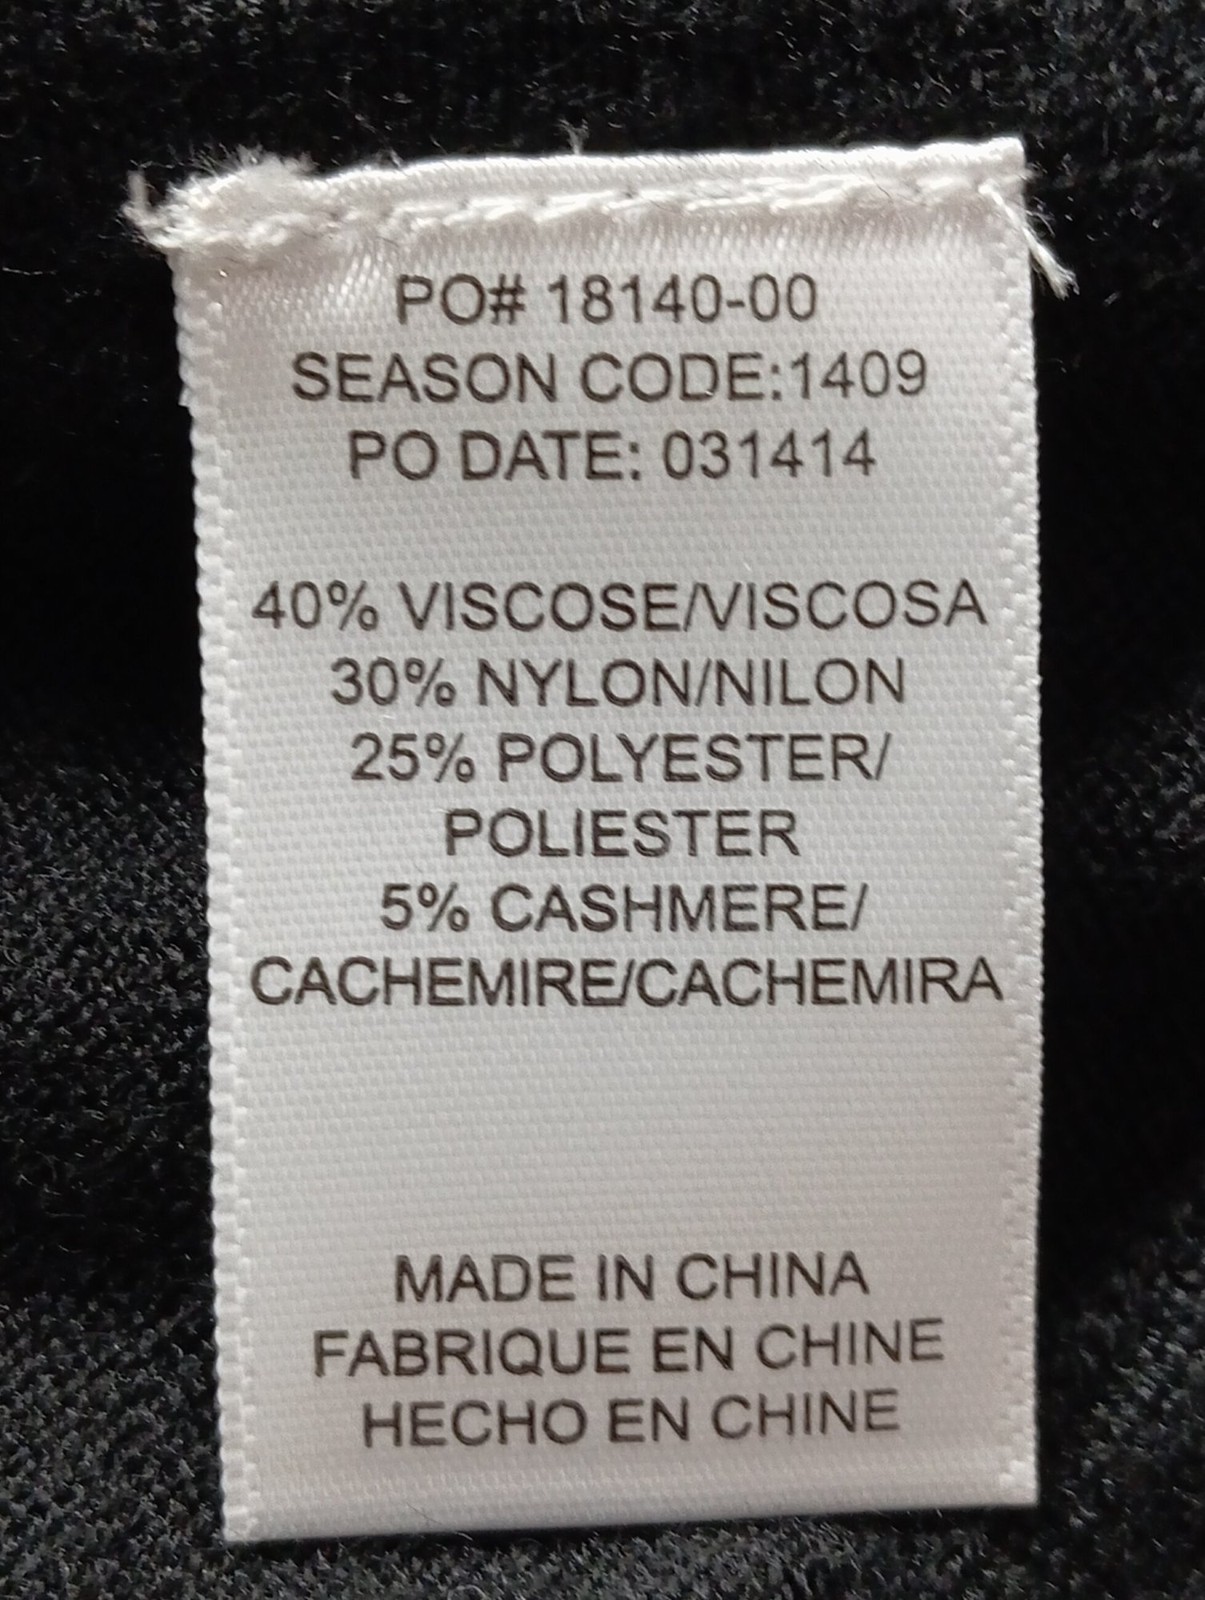 PO# 18140-00
SEASON CODE:1409
PO DATE: 031414
40% VISCOSE/VISCOSA
30% NYLON/NILON
25% POLYESTER/
POLIESTER
5% CASHMERE/
CACHEMIRE/CACHEMIRA
MADE IN CHINA
FABRIQUE EN CHINE
HECHO EN CHINE